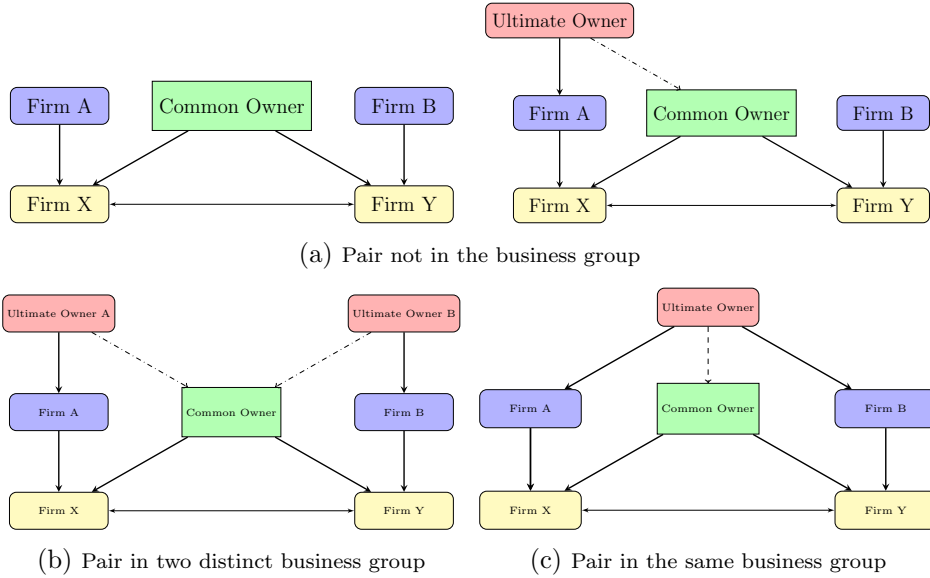 Ultimate Owner
Firm A
Common Owner
Firm B
Firm A
Common Owner
Firm B
Firm X
Firm Y
Firm X
Firm Y
(a) Pair not in the business group
Ultimate Owner A
Ultimate Owner B
Ultimate Owner
Firm A
Common Owner
Firm B
Firm A
Common Owner
Firm B
Firm X
Firm Y
Firm X
Firm Y
(b) Pair in two distinct business group
(c) Pair in the same business group